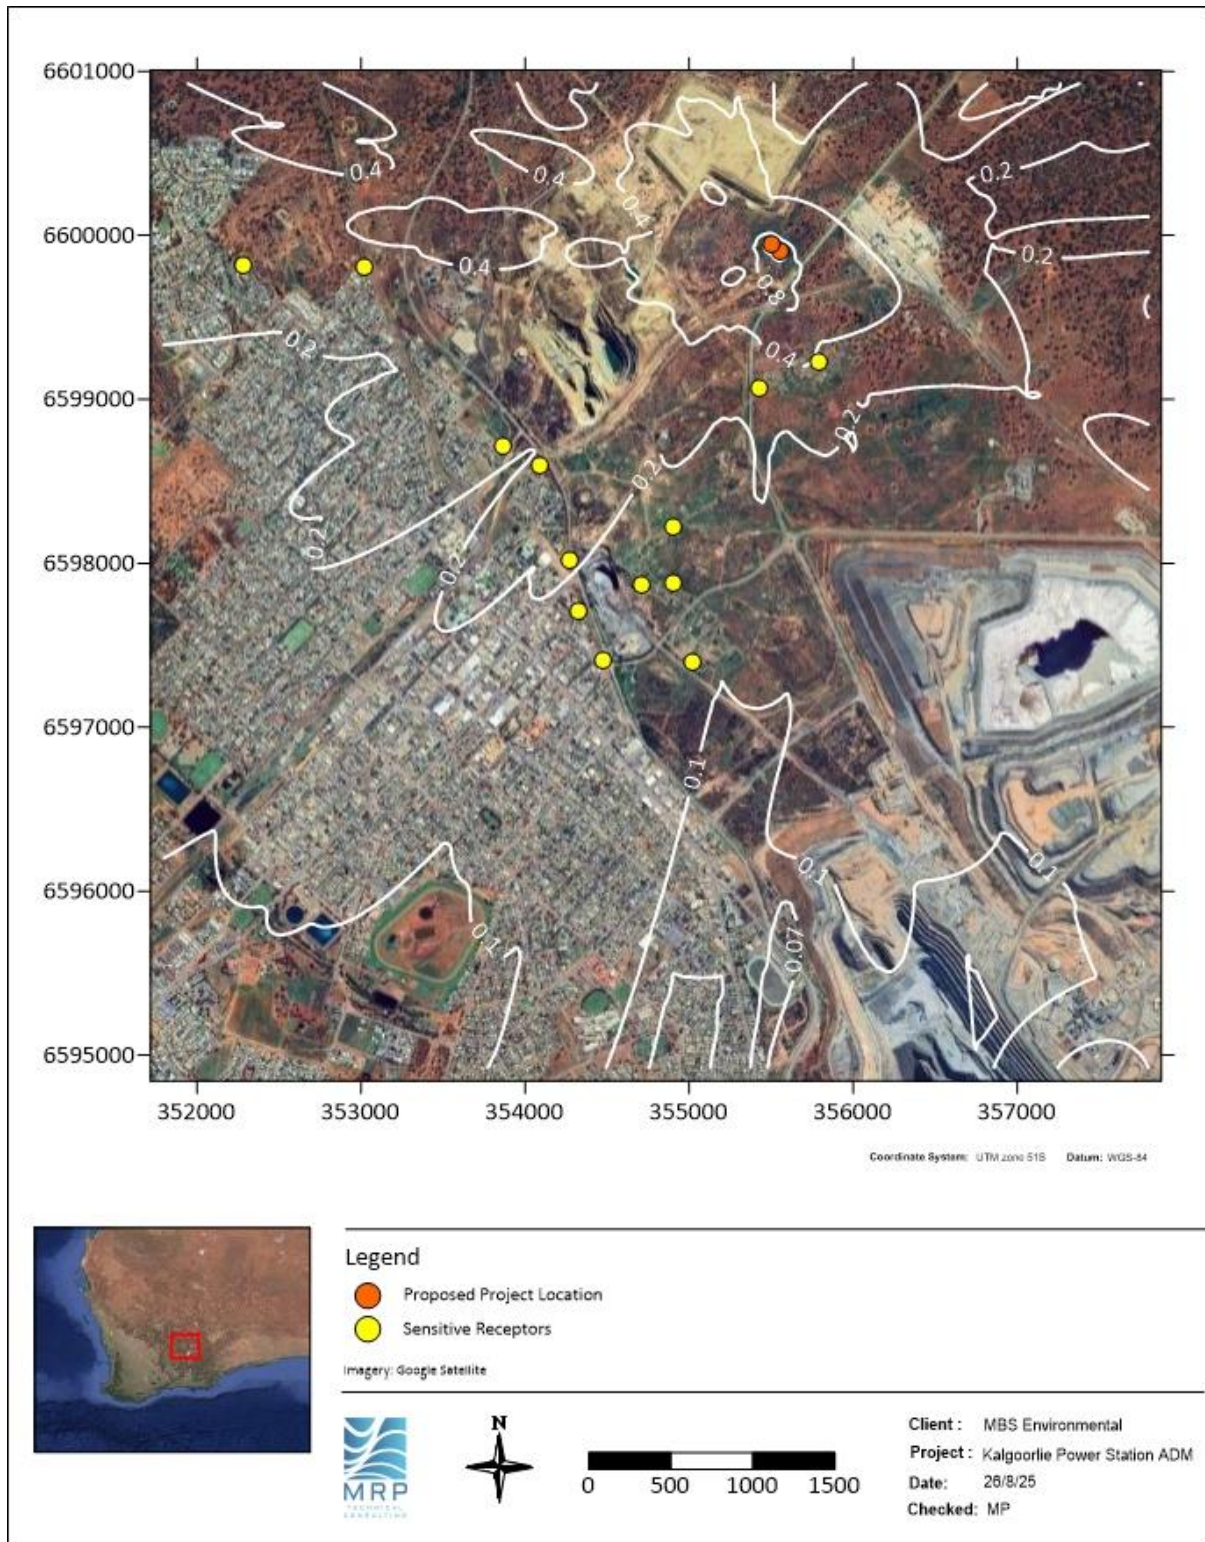 6601000
0.4
0.4
0.4
0.2
6600000
0.4
0.2
0.8
0.2
0.4
6599000
0.2
0.2
0.2
6598000
0.2
6597000
0.1
0.1
0.1
6596000
0.1
0.07
6595000
352000 353000 354000 355000 356000 357000
Coordinate System: UTM zone 51S Datum: WGS-84
Legend
Proposed Project Location
Sensitive Receptors
Imagery: Google Satellite
MRP
TECHNICAL
CONSULTING
N
0 500 1000 1500
Client : MBS Environmental
Project : Kalgoorlie Power Station ADM
Date: 26/8/25
Checked: MP